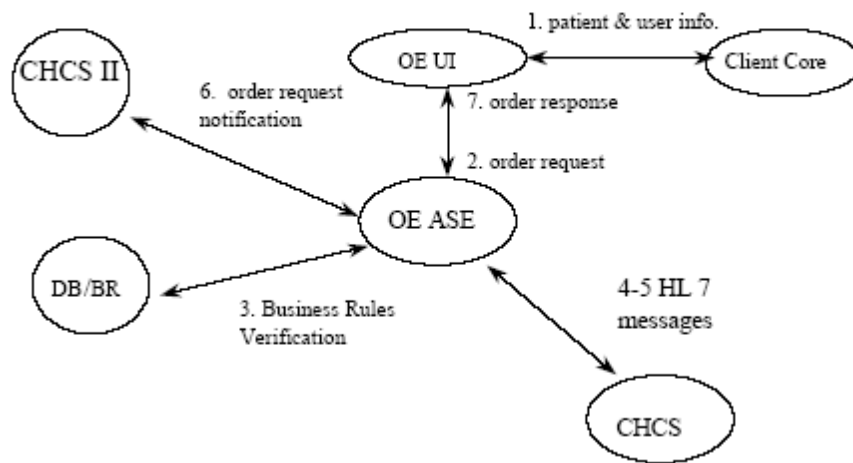 1. patient & user info.
CHCS II
OE UI
Client Core
6. order request
notification
7. order response
2. order request
OE ASE
DB/BR
3. Business Rules
Verification
4-5 HL 7
messages
CHCS